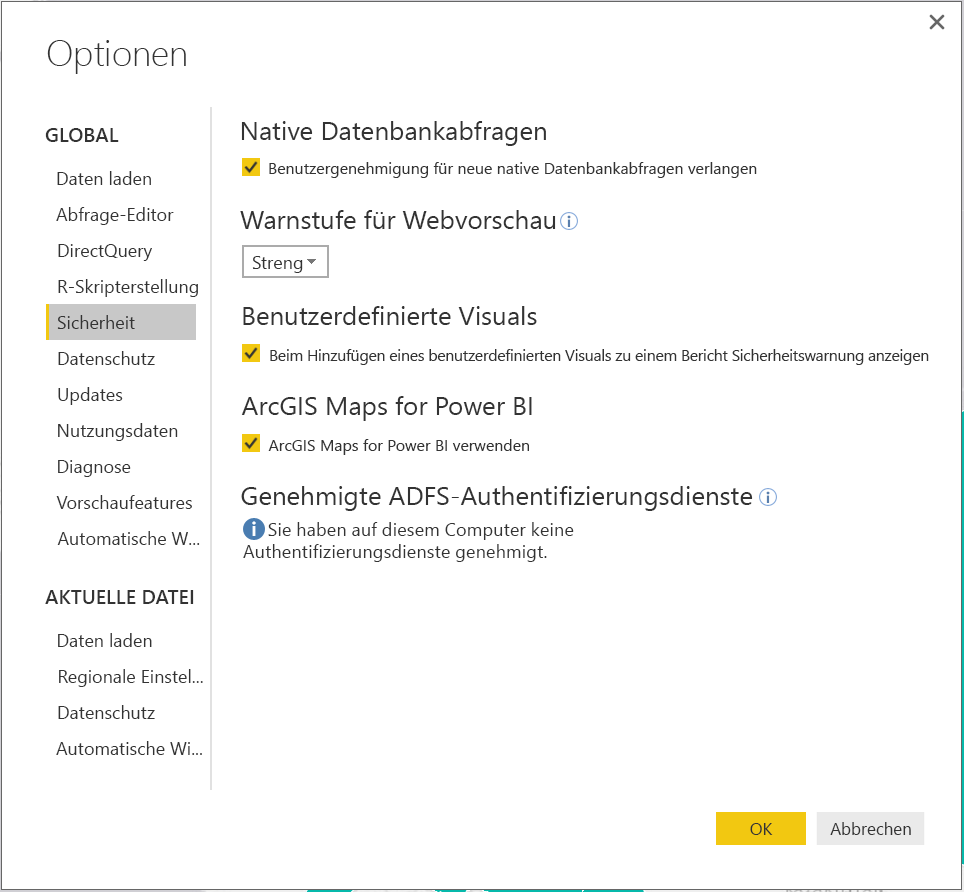 Optionen
GLOBAL
Daten laden
Abfrage-Editor
DirectQuery
R-Skripterstellung
Sicherheit
Datenschutz
Updates
Nutzungsdaten
Diagnose
Vorschaufeatures
Automatische W...
AKTUELLE DATEI
Daten laden
Regionale Einstel...
Datenschutz
Automatische Wi...
Native Datenbankabfragen
Benutzergenehmigung für neue native Datenbankabfragen verlangen
Warnstufe für Webvorschau
Streng
Benutzerdefinierte Visuals
Beim Hinzufügen eines benutzerdefinierten Visuals zu einem Bericht Sicherheitswarnung anzeigen
ArcGIS Maps for Power BI
ArcGIS Maps for Power BI verwenden
Genehmigte ADFS-Authentifizierungsdienste
Sie haben auf diesem Computer keine
Authentifizierungsdienste genehmigt.
OK
Abbrechen